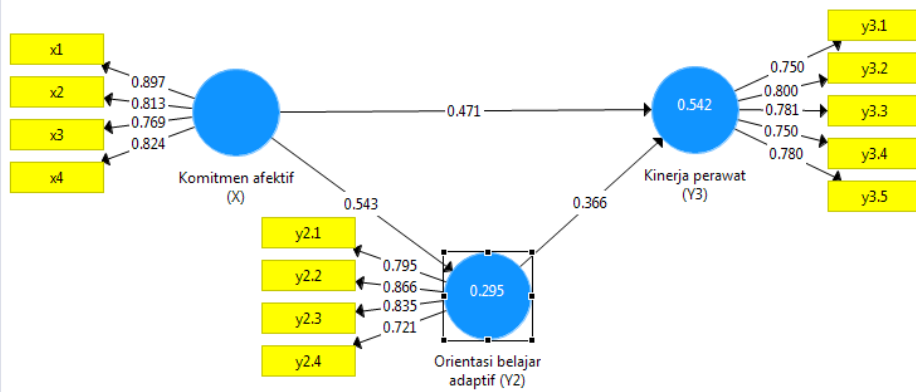 x1
x2
x3
x4
0.897
0.813
0.769
0.824
Komitmen afektif
(X)
0.471
0.543
0.366
0.542
Kinerja perawat
(Y3)
0.750
0.800
0.781
0.750
0.780
y3.1
y3.2
y3.3
y3.4
y3.5
y2.1
y2.2
y2.3
y2.4
0.795
0.866
0.835
0.721
0.295
Orientasi belajar
adaptif (Y2)